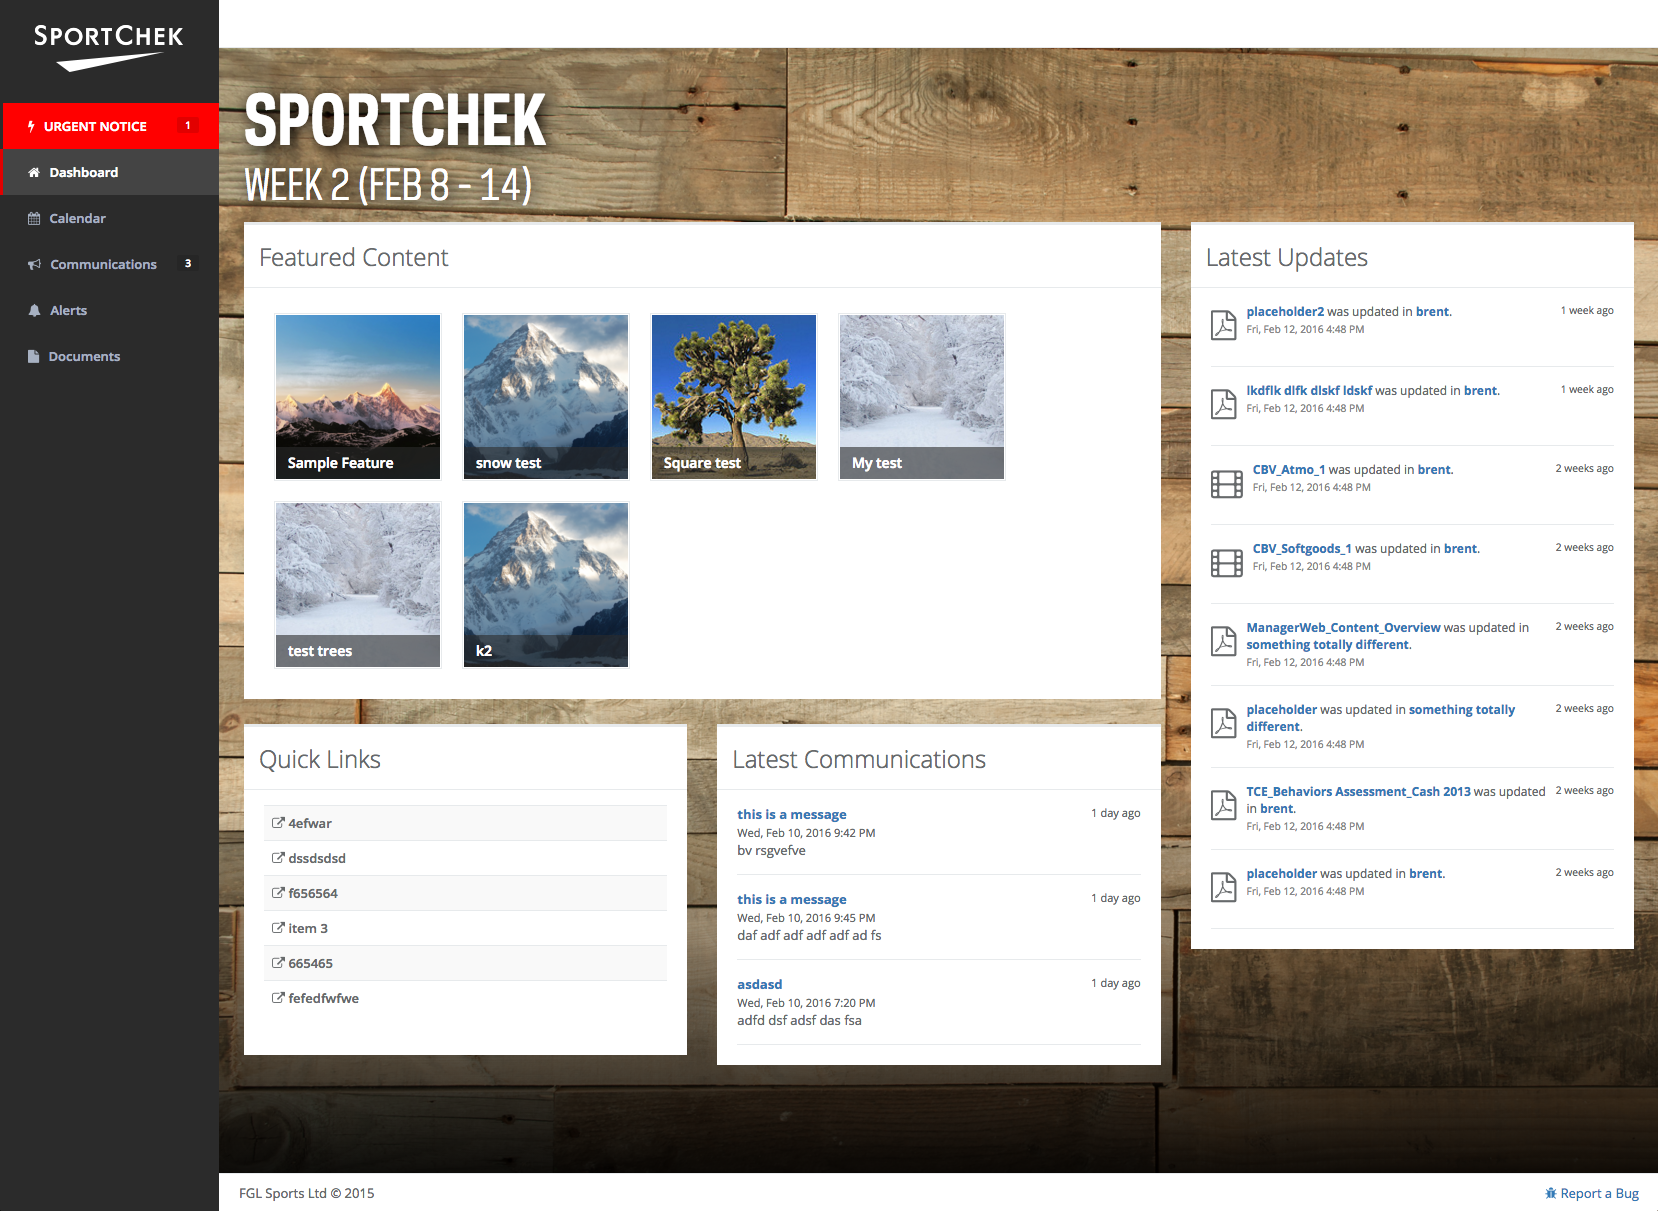 SPORTCHEK
URGENT NOTICE 1
Dashboard
Calendar
Communications 3
Alerts
Documents
SPORTCHEK
WEEK 2 (FEB 8 - 14)
Featured Content
Sample Feature
snow test
Square test
My test
test trees
k2
Quick Links
4efwar
dssdsdsd
f656564
item 3
665465
fefedfwfwe
Latest Communications
this is a message 1 day ago
Wed, Feb 10, 2016 9:42 PM
bv rsgvefve
this is a message 1 day ago
Wed, Feb 10, 2016 9:45 PM
daf adf adf adf adf ad fs
asdasd 1 day ago
Wed, Feb 10, 2016 7:20 PM
adfd dsf adsf das fsa
Latest Updates
placeholder2 was updated in brent. 1 week ago
Fri, Feb 12, 2016 4:48 PM
lkdflk dlfk dlskf ldskf was updated in brent. 1 week ago
Fri, Feb 12, 2016 4:48 PM
CBV_Atmo_1 was updated in brent. 2 weeks ago
Fri, Feb 12, 2016 4:48 PM
CBV_Softgoods_1 was updated in brent. 2 weeks ago
Fri, Feb 12, 2016 4:48 PM
ManagerWeb_Content_Overview was updated in 2 weeks ago
something totally different.
Fri, Feb 12, 2016 4:48 PM
placeholder was updated in something totally 2 weeks ago
different.
Fri, Feb 12, 2016 4:48 PM
TCE_Behaviors Assessment_Cash 2013 was updated 2 weeks ago
in brent.
Fri, Feb 12, 2016 4:48 PM
placeholder was updated in brent. 2 weeks ago
Fri, Feb 12, 2016 4:48 PM
FGL Sports Ltd © 2015
Report a Bug